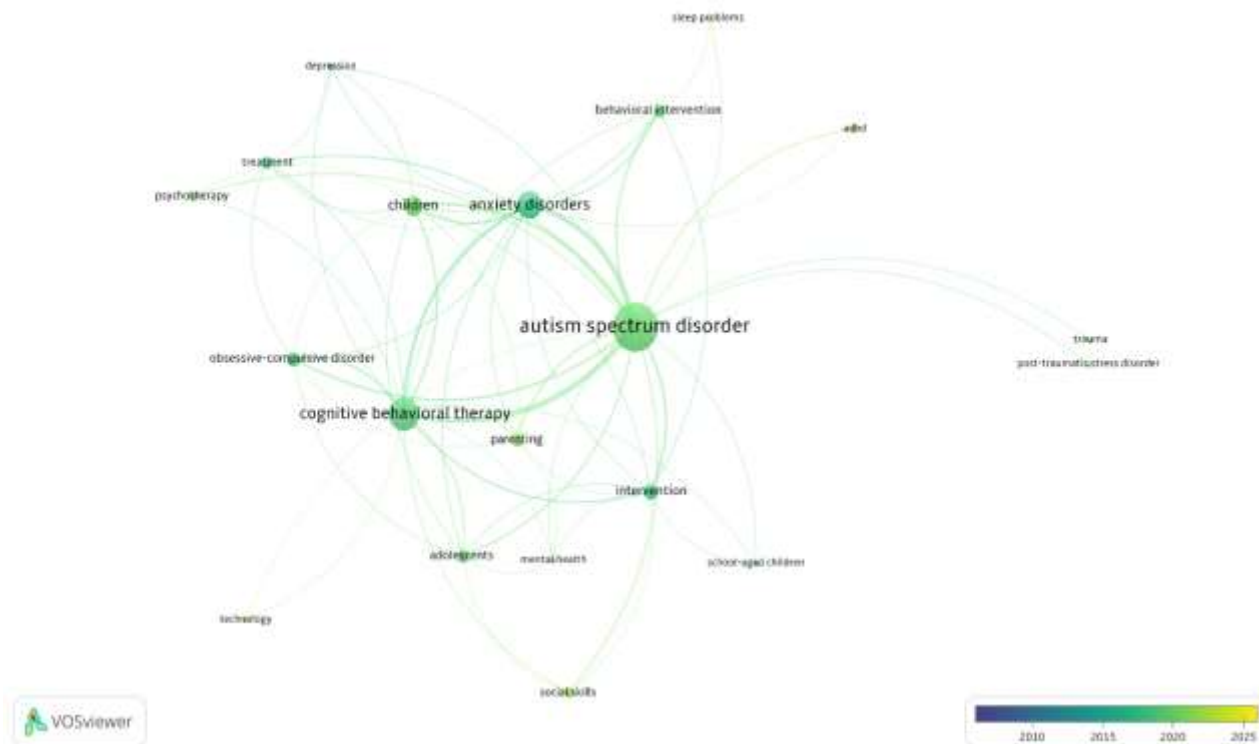 sleep problems
depression
behavioral intervention
adhd
treatment
psychotherapy
children
anxiety disorders
autism spectrum disorder
trauma
obsessive-compulsive disorder
post-traumatic stress disorder
cognitive behavioral therapy
parenting
intervention
adolescents
mental health
school-aged children
technology
social skills
VOSviewer
2010
2015
2020
2025